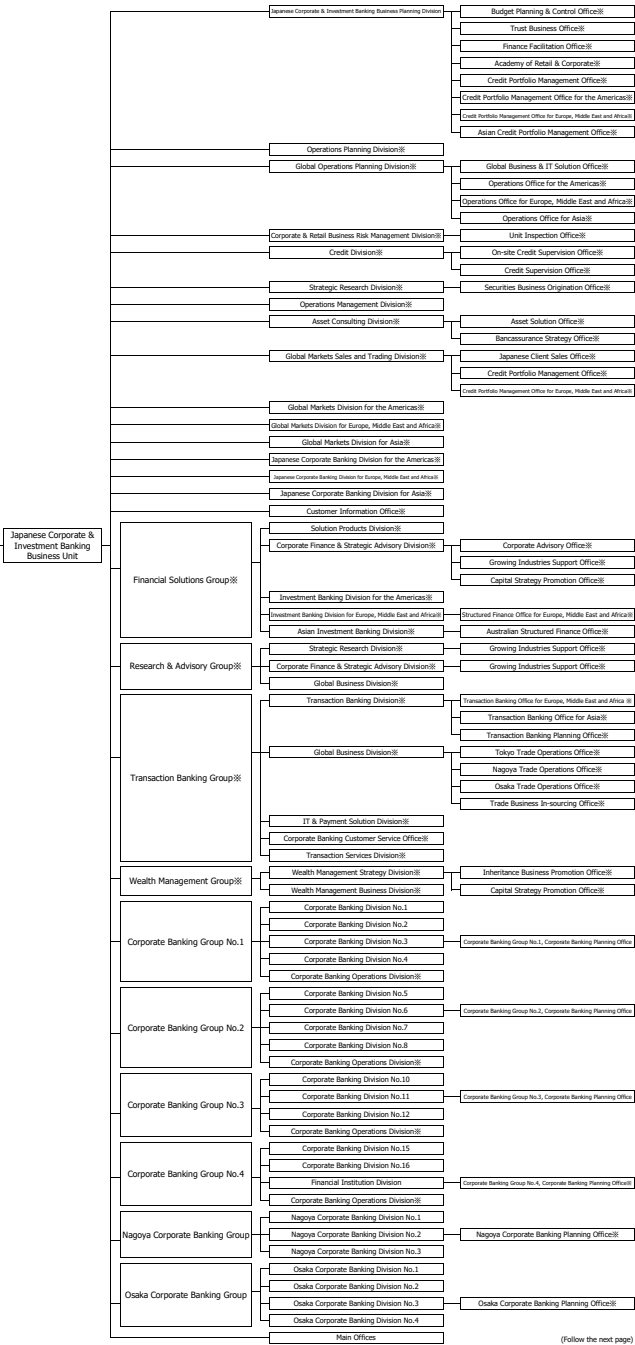 Japanese Corporate & Investment Banking Business Planning Division
Budget Planning & Control Office※
Trust Business Office※
Finance Facilitation Office※
Academy of Retail & Corporate※
Credit Portfolio Management Office※
Credit Portfolio Management Office for the Americas※
Credit Portfolio Management Office for Europe, Middle East and Africa※
Asian Credit Portfolio Management Office※
Operations Planning Division※
Global Operations Planning Division※
Global Business & IT Solution Office※
Operations Office for the Americas※
Operations Office for Europe, Middle East and Africa※
Operations Office for Asia※
Corporate & Retail Business Risk Management Division※
Unit Inspection Office※
Credit Division※
On-site Credit Supervision Office※
Credit Supervision Office※
Strategic Research Division※
Securities Business Origination Office※
Operations Management Division※
Asset Consulting Division※
Asset Solution Office※
Bancassurance Strategy Office※
Global Markets Sales and Trading Division※
Japanese Client Sales Office※
Credit Portfolio Management Office※
Credit Portfolio Management Office for Europe, Middle East and Africa※
Global Markets Division for the Americas※
Global Markets Division for Europe, Middle East and Africa※
Global Markets Division for Asia※
Japanese Corporate Banking Division for the Americas※
Japanese Corporate Banking Division for Europe, Middle East and Africa※
Japanese Corporate Banking Division for Asia※
Customer Information Office※
Japanese Corporate &
Investment Banking
Business Unit
Financial Solutions Group※
Solution Products Division※
Corporate Finance & Strategic Advisory Division※
Corporate Advisory Office※
Growing Industries Support Office※
Capital Strategy Promotion Office※
Investment Banking Division for the Americas※
Investment Banking Division for Europe, Middle East and Africa※
Structured Finance Office for Europe, Middle East and Africa※
Asian Investment Banking Division※
Australian Structured Finance Office※
Research & Advisory Group※
Strategic Research Division※
Growing Industries Support Office※
Corporate Finance & Strategic Advisory Division※
Growing Industries Support Office※
Global Business Division※
Transaction Banking Group※
Transaction Banking Division※
Transaction Banking Office for Europe, Middle East and Africa ※
Transaction Banking Office for Asia※
Transaction Banking Planning Office※
Global Business Division※
Tokyo Trade Operations Office※
Nagoya Trade Operations Office※
Osaka Trade Operations Office※
Trade Business In-sourcing Office※
IT & Payment Solution Division※
Corporate Banking Customer Service Office※
Transaction Services Division※
Wealth Management Group※
Wealth Management Strategy Division※
Inheritance Business Promotion Office※
Wealth Management Business Division※
Capital Strategy Promotion Office※
Corporate Banking Group No.1
Corporate Banking Division No.1
Corporate Banking Division No.2
Corporate Banking Division No.3
Corporate Banking Group No.1, Corporate Banking Planning Office
Corporate Banking Division No.4
Corporate Banking Operations Division※
Corporate Banking Group No.2
Corporate Banking Division No.5
Corporate Banking Division No.6
Corporate Banking Group No.2, Corporate Banking Planning Office
Corporate Banking Division No.7
Corporate Banking Division No.8
Corporate Banking Operations Division※
Corporate Banking Group No.3
Corporate Banking Division No.10
Corporate Banking Division No.11
Corporate Banking Group No.3, Corporate Banking Planning Office
Corporate Banking Division No.12
Corporate Banking Operations Division※
Corporate Banking Group No.4
Corporate Banking Division No.15
Corporate Banking Division No.16
Financial Institution Division
Corporate Banking Group No.4, Corporate Banking Planning Office※
Corporate Banking Operations Division※
Nagoya Corporate Banking Group
Nagoya Corporate Banking Division No.1
Nagoya Corporate Banking Division No.2
Nagoya Corporate Banking Planning Office※
Nagoya Corporate Banking Division No.3
Osaka Corporate Banking Group
Osaka Corporate Banking Division No.1
Osaka Corporate Banking Division No.2
Osaka Corporate Banking Division No.3
Osaka Corporate Banking Planning Office※
Osaka Corporate Banking Division No.4
Main Offices
(Follow the next page)